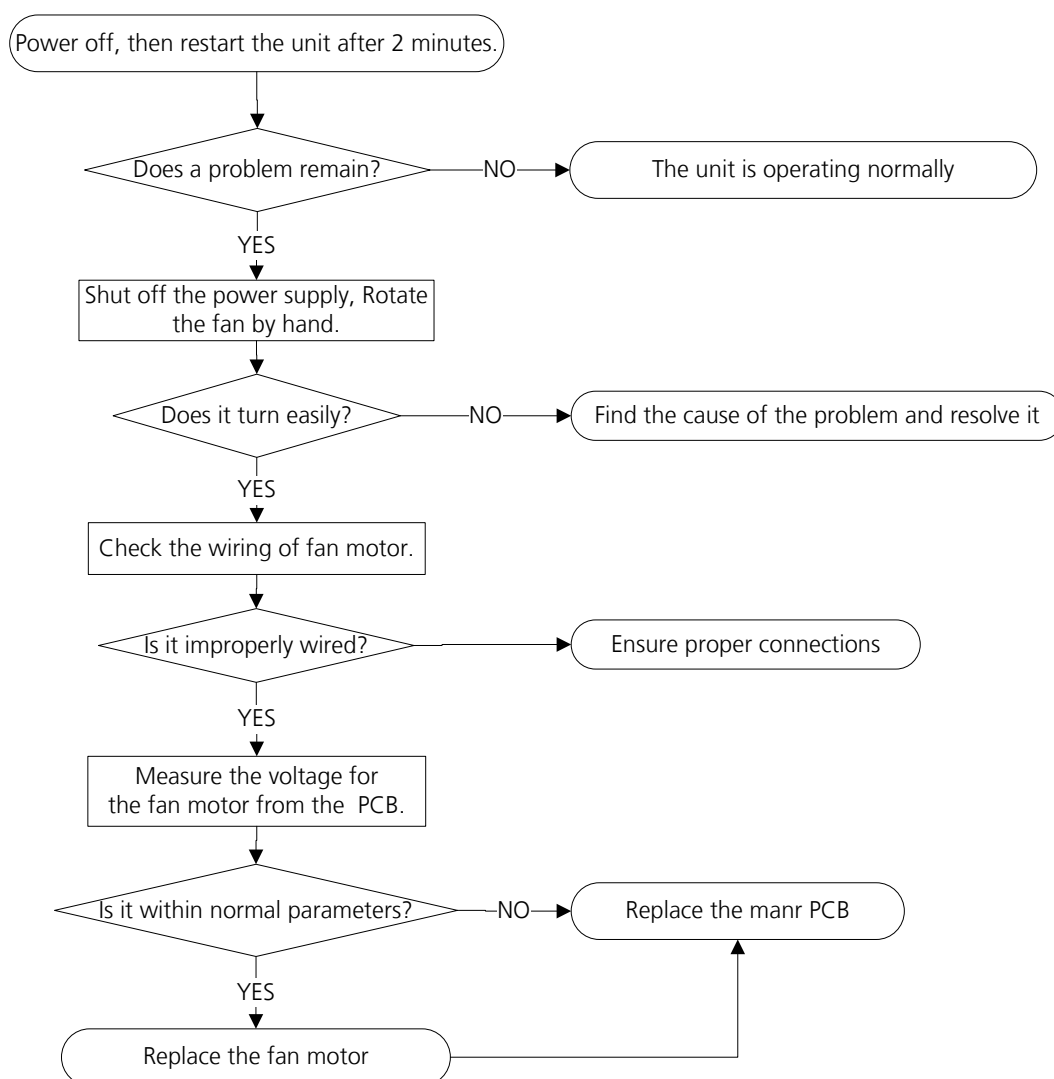 Power off, then restart the unit after 2 minutes.
Does a problem remain?
NO
The unit is operating normally
YES
Shut off the power supply, Rotate
the fan by hand.
Does it turn easily?
NO
Find the cause of the problem and resolve it
YES
Check the wiring of fan motor.
Is it improperly wired?
Ensure proper connections
YES
Measure the voltage for
the fan motor from the PCB.
Is it within normal parameters?
NO
Replace the manr PCB
YES
Replace the fan motor